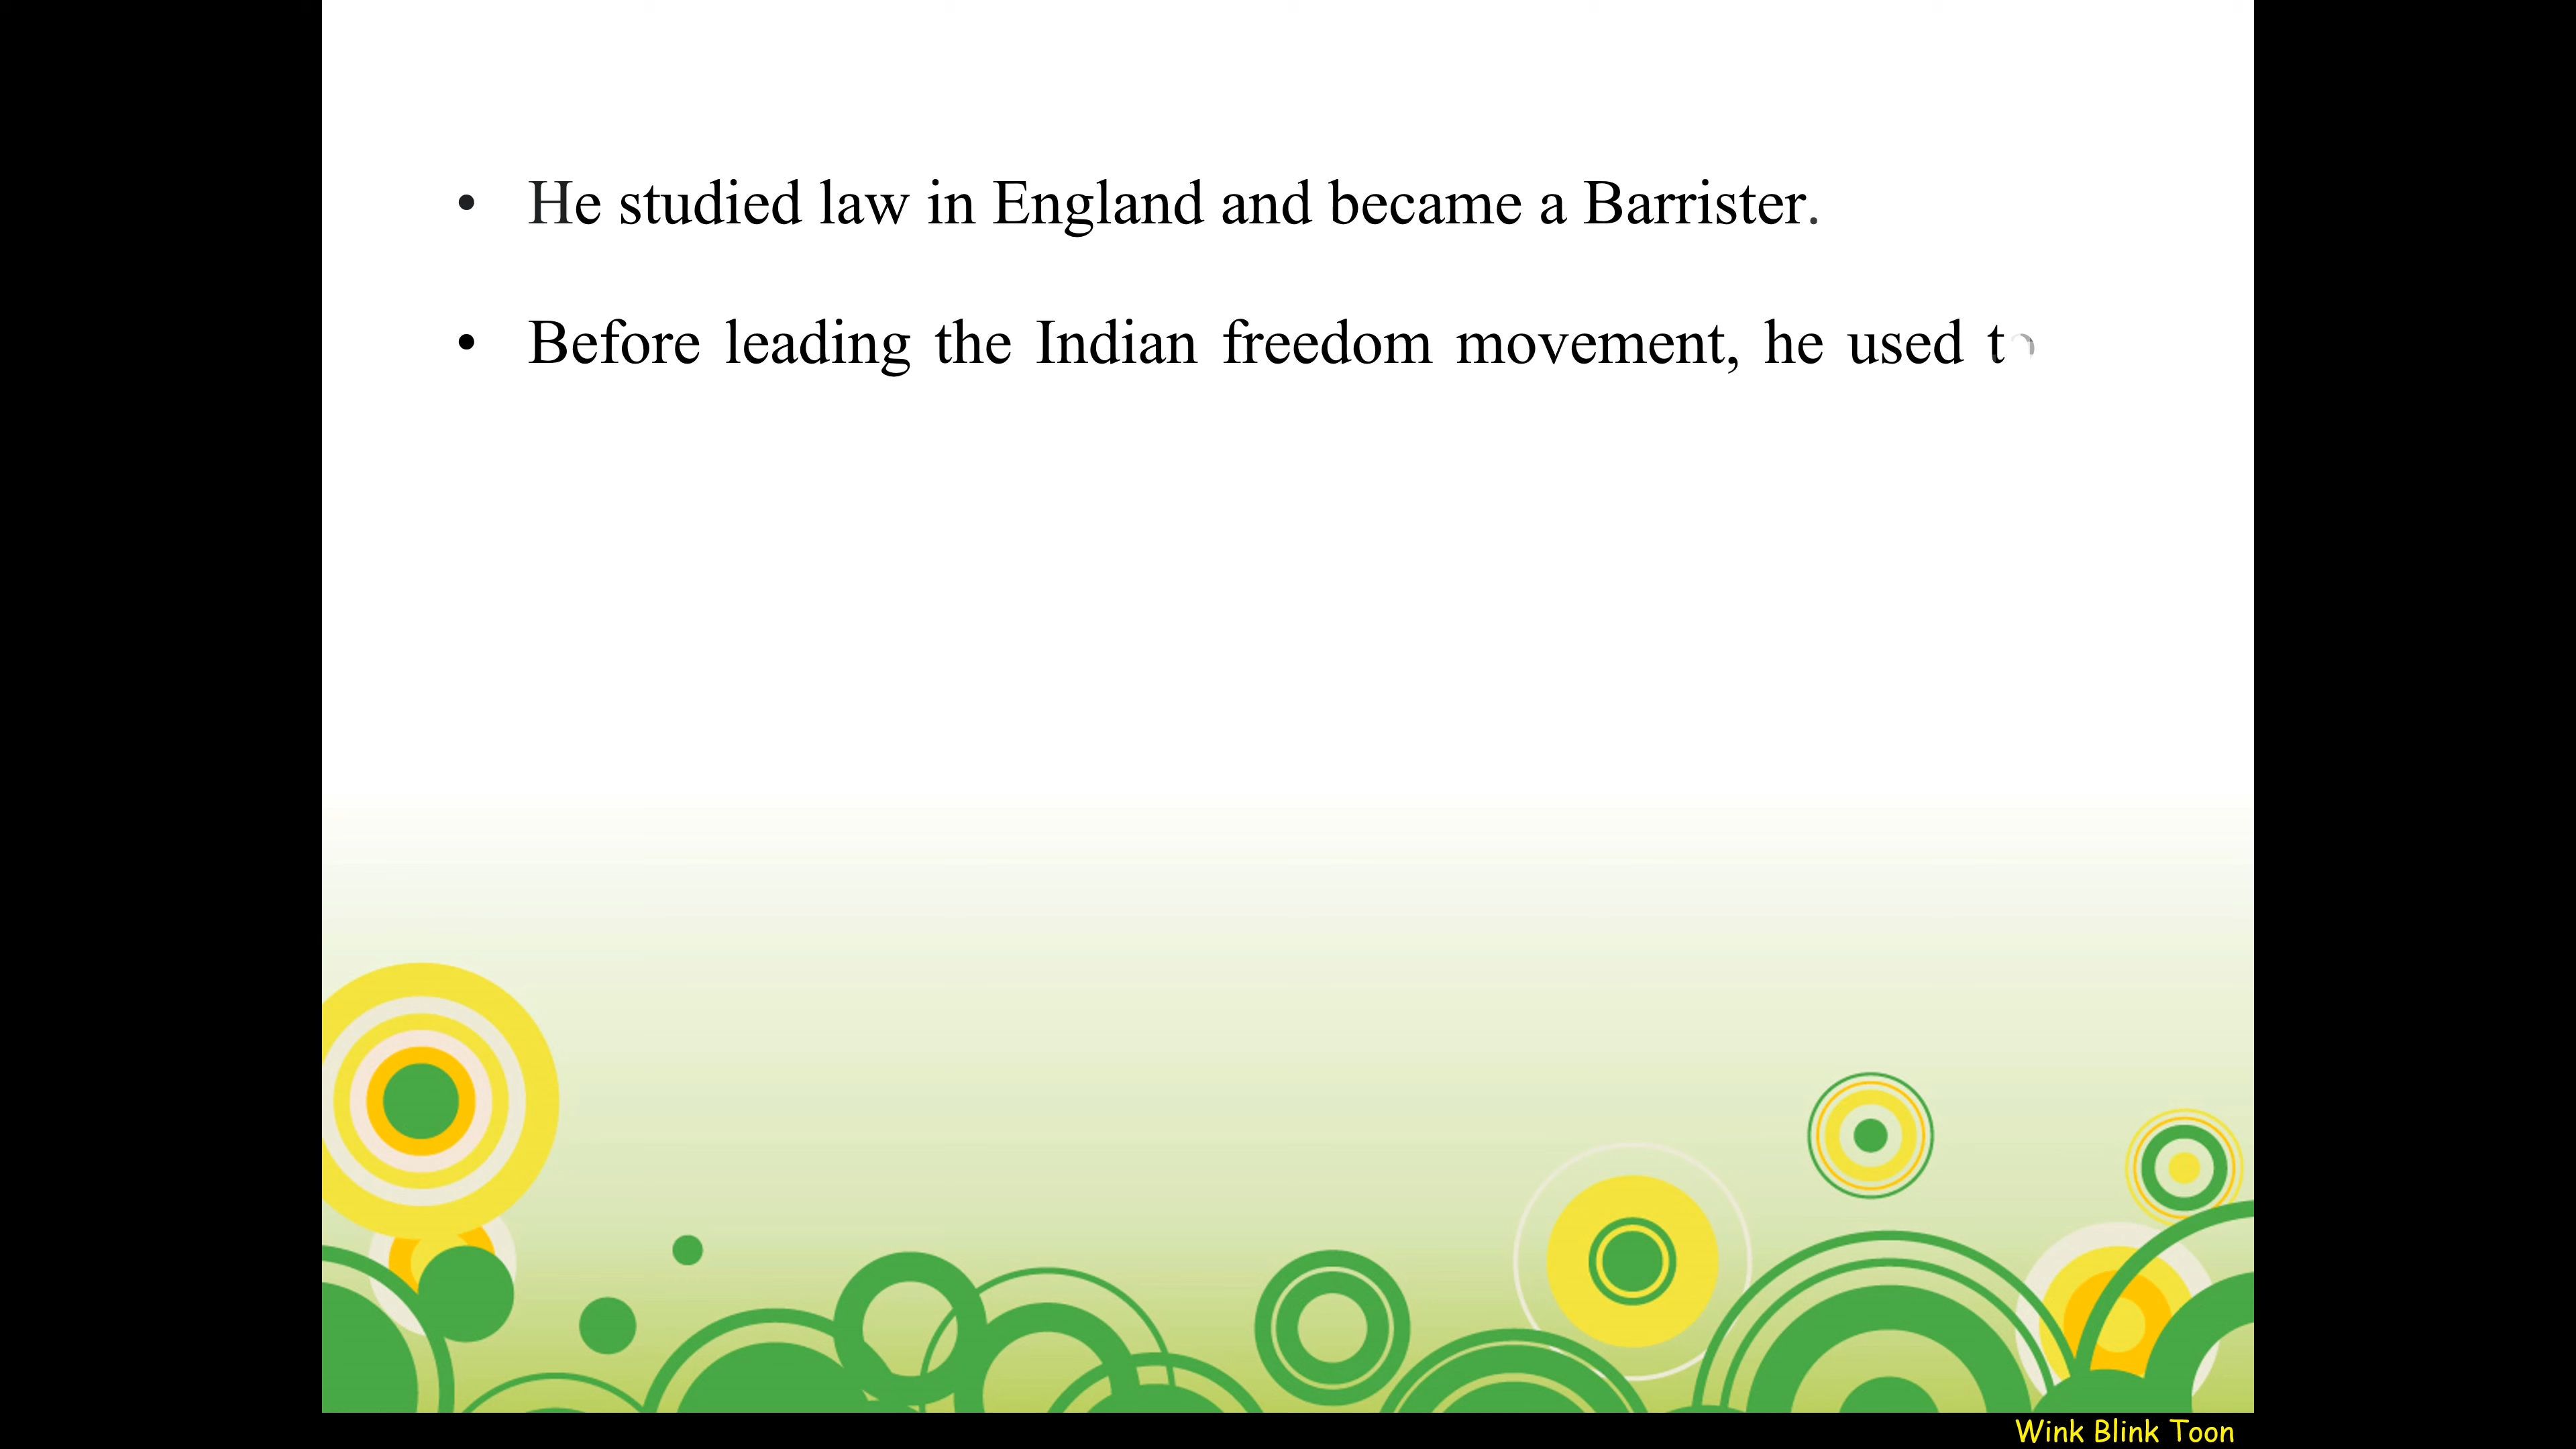 • He studied law in England and became a Barrister.
• Before leading the Indian freedom movement, he used to
Wink Blink Toon